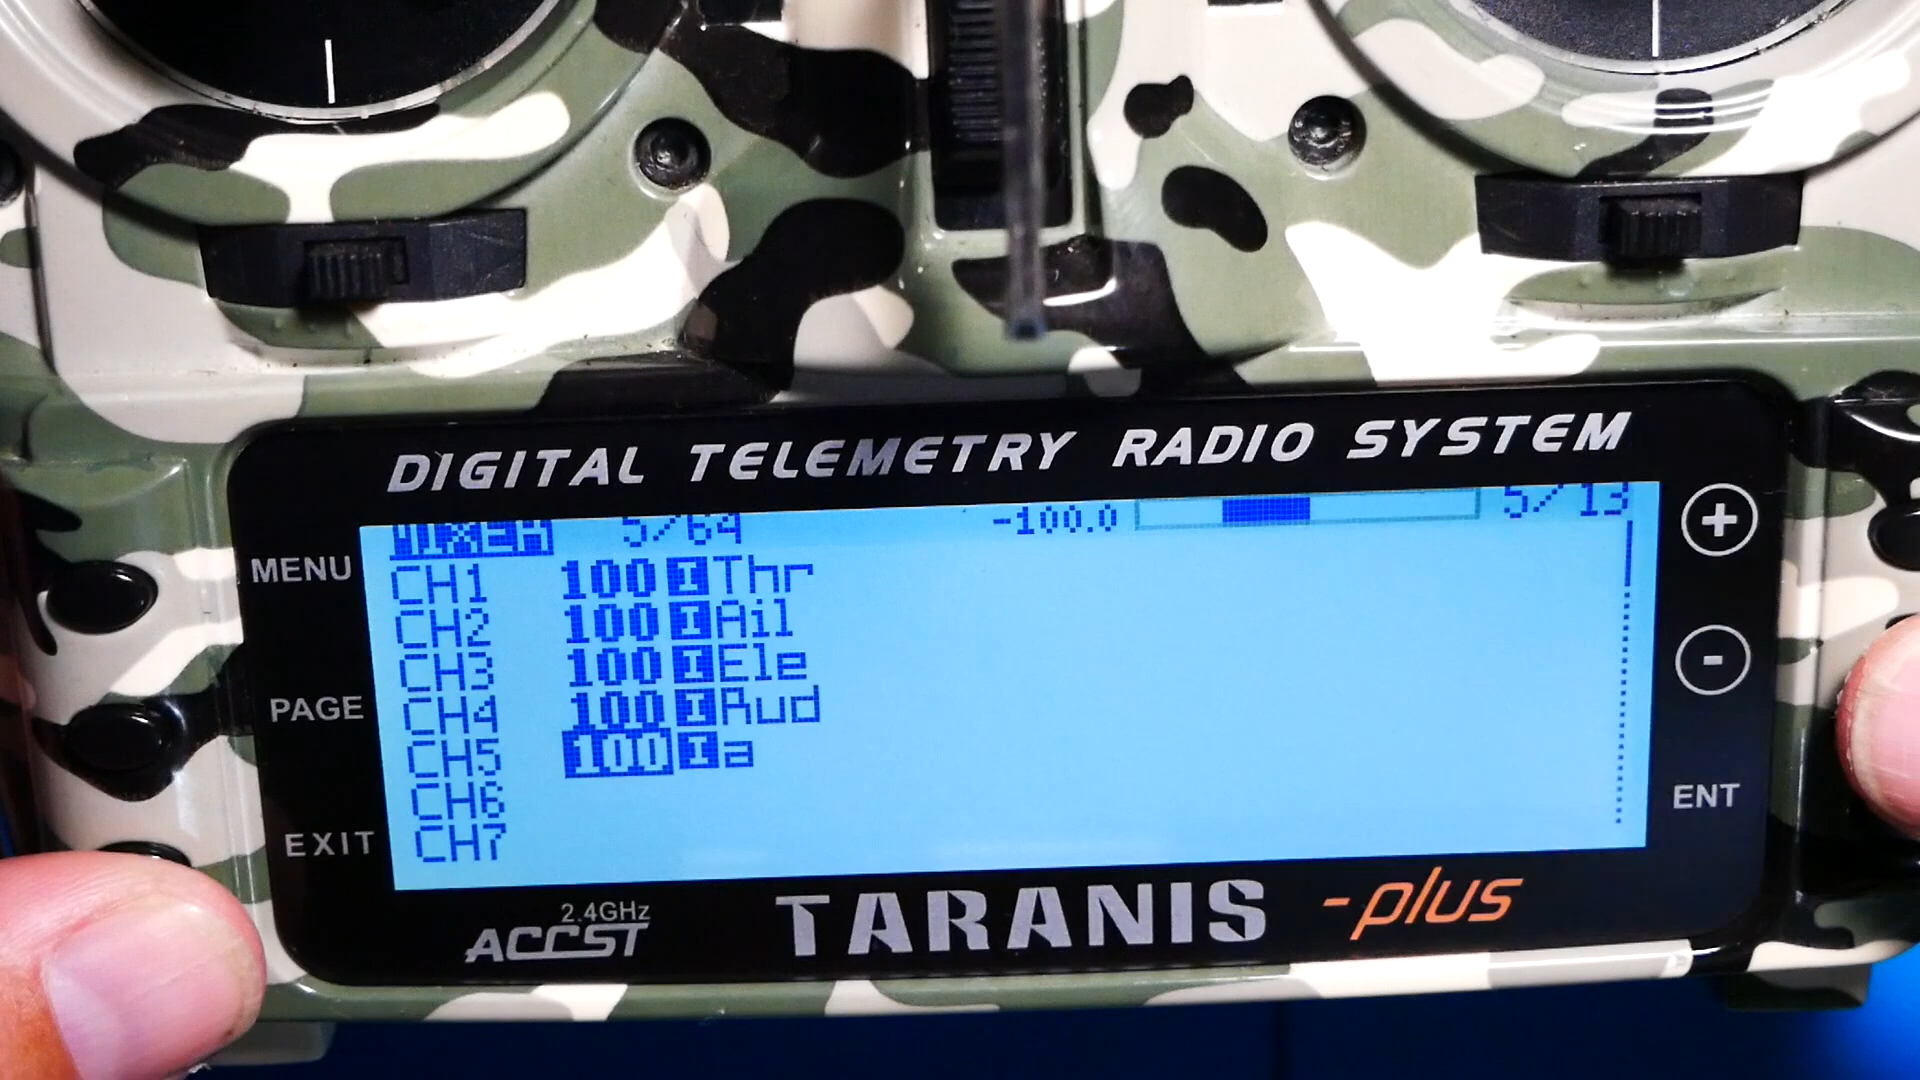 DIGITAL TELEMETRY RADIO SYSTEM
MIXER 5/64 -100.0 5/13
CH1 100 I Thr
CH2 100 I Ail
CH3 100 I Ele
CH4 100 I Rud
CH5 100 I a
CH6
CH7
MENU
PAGE
EXIT
+
-
ENT
2.4GHz
ACCST
TARANIS -plus